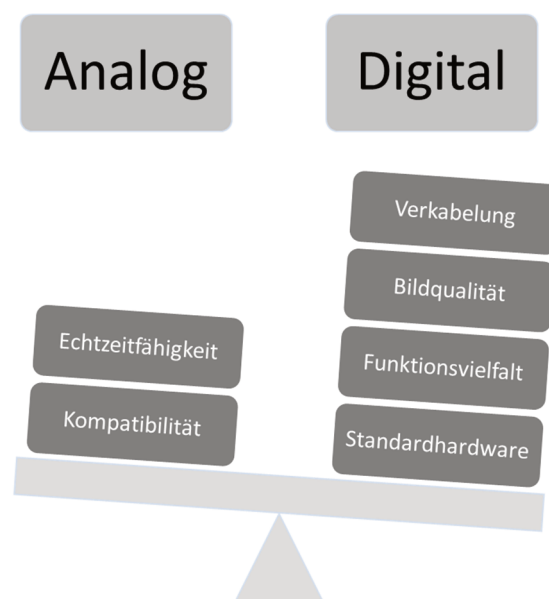 Analog
Digital
Verkabelung
Bildqualität
Echtzeitfähigkeit
Funktionsvielfalt
Kompatibilität
Standardhardware